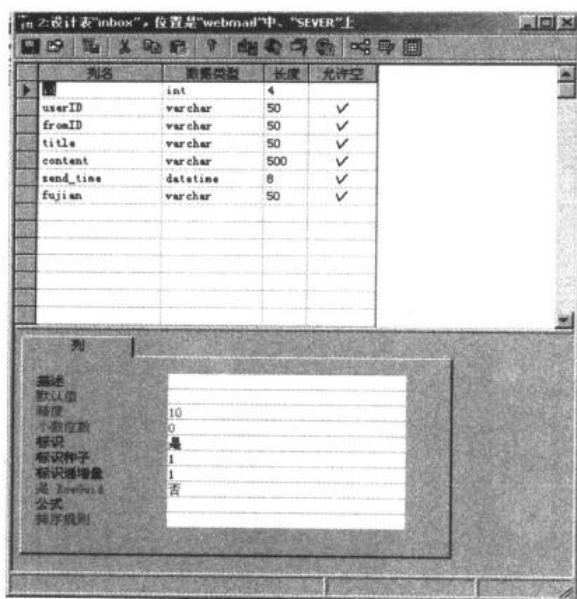 2:设计表"inbox"，位置是"webmail"中、"SEVER"上
列名 数据类型 长度 允许空
int 4
userID varchar 50
fromID varchar 50
title varchar 50
content varchar 500
send_time datetime 8
fujian varchar 50
列
描述
默认值
精度 10
小数位数 0
标识 是
标识种子 1
标识递增量 1
是 RowGuid 否
公式
排序规则